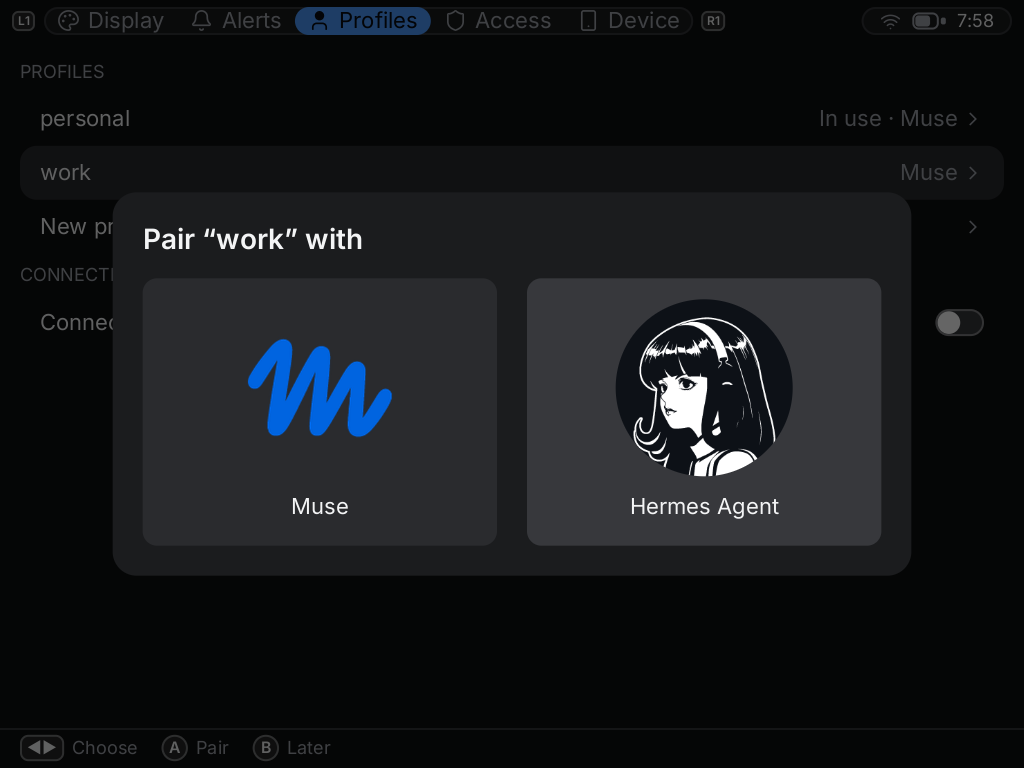 L1 Display Alerts Profiles Access Device R1 7:58
PROFILES
personal In use · Muse
work Muse
New pr
CONNECTI
Connec
Pair “work” with
Muse Hermes Agent
Choose A Pair B Later